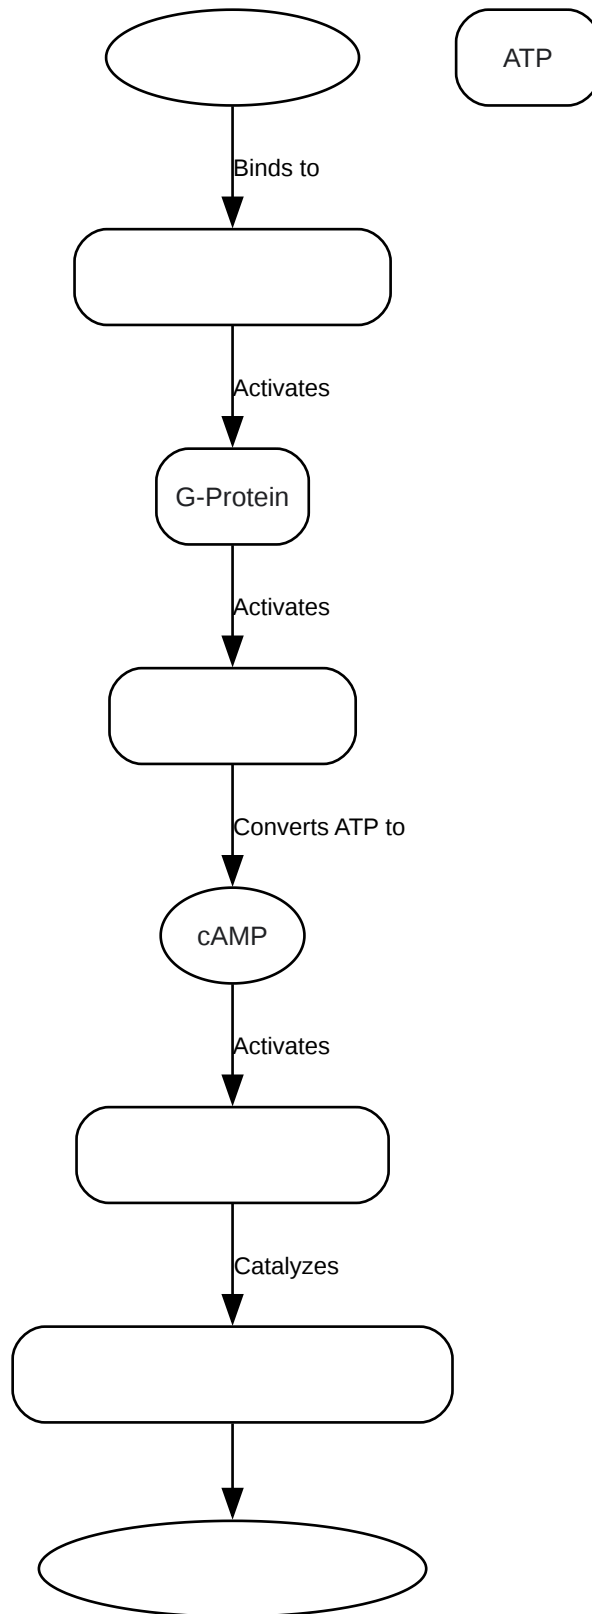 ATP
Binds to
Activates
G-Protein
Activates
Converts ATP to
cAMP
Activates
Catalyzes